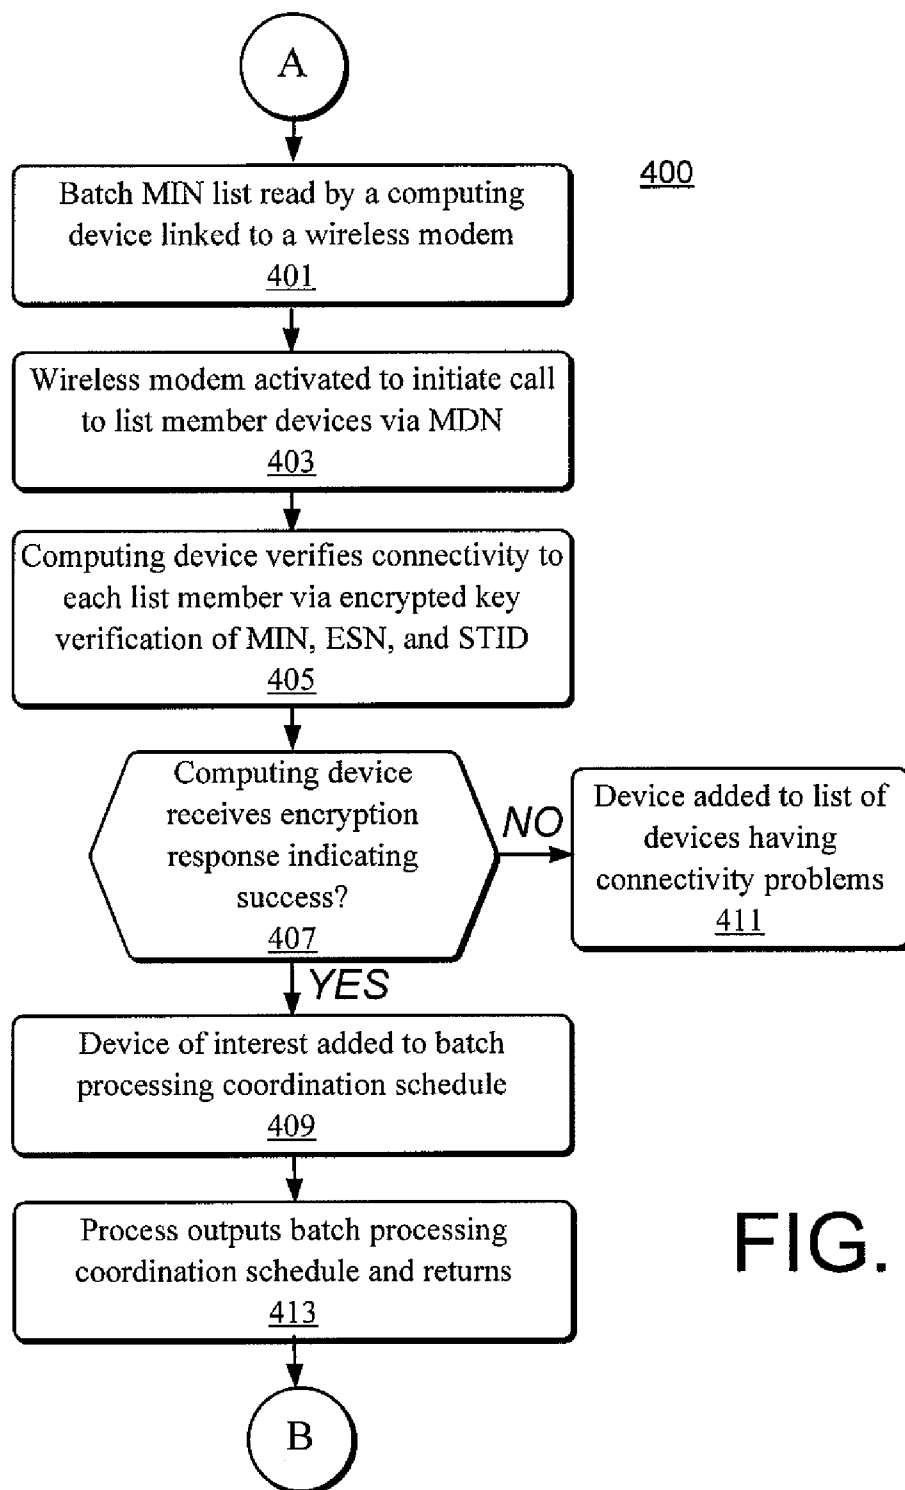 A
400
Batch MIN list read by a computing
device linked to a wireless modem
401
Wireless modem activated to initiate call
to list member devices via MDN
403
Computing device verifies connectivity to
each list member via encrypted key
verification of MIN, ESN, and STID
405
Computing device
receives encryption
response indicating
success?
407
NO
Device added to list of
devices having
connectivity problems
411
YES
Device of interest added to batch
processing coordination schedule
409
Process outputs batch processing
coordination schedule and returns
413
FIG.
B